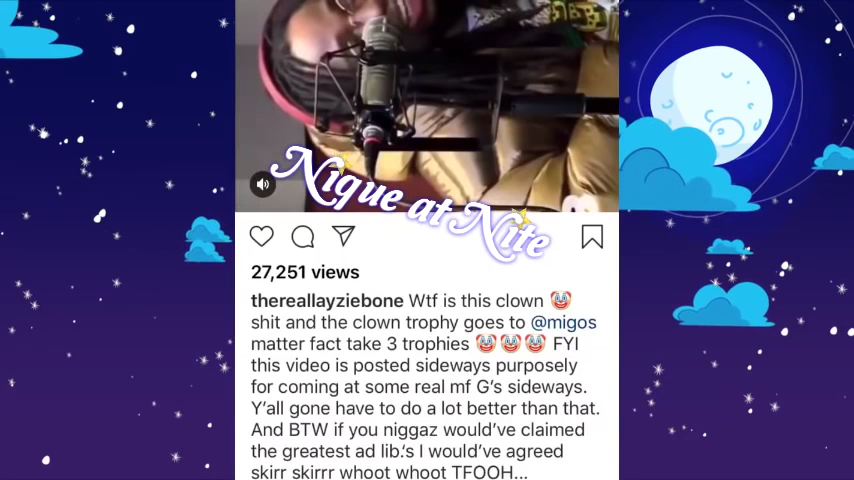 Nique at Nite
27,251 views
thereallayziebone Wtf is this clown 🤡
shit and the clown trophy goes to @migos
matter fact take 3 trophies 🤡🤡🤡 FYI
this video is posted sideways purposely
for coming at some real mf G’s sideways.
Y’all gone have to do a lot better than that.
And BTW if you niggaz would’ve claimed
the greatest ad lib.‘s I would’ve agreed
skirr skirrr whoot whoot TFOOH...